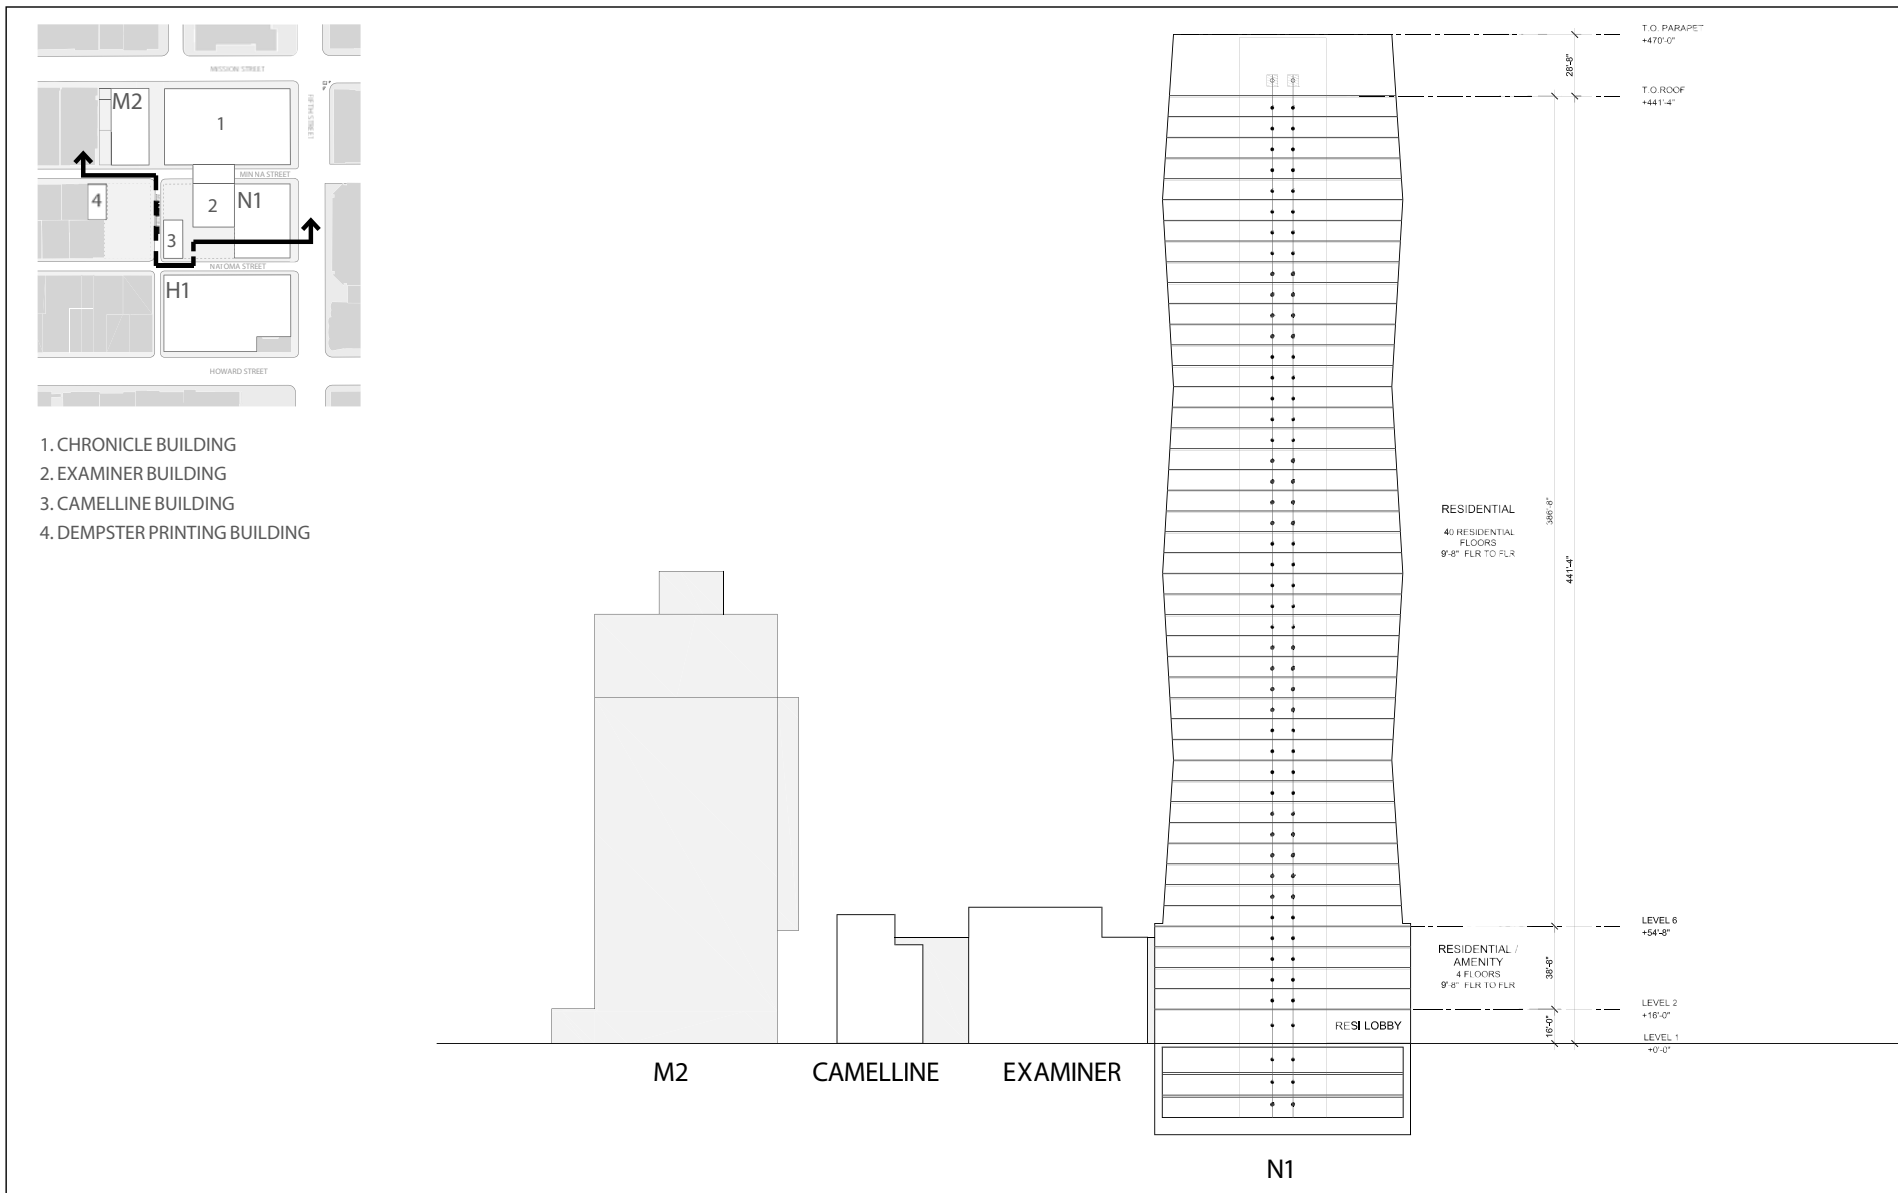 MISSION STREET
FIFTH STREET
M2
1
MINNA STREET
4
2
N1
3
NATOMA STREET
H1
HOWARD STREET
1. CHRONICLE BUILDING
2. EXAMINER BUILDING
3. CAMELLINE BUILDING
4. DEMPSTER PRINTING BUILDING
T.O. PARAPET
+470'-0"
28'-8"
T.O.ROOF
+441'-4"
RESIDENTIAL
40 RESIDENTIAL
FLOORS
9'-8" FLR TO FLR
386'-8"
441'-4"
LEVEL 6
+54'-8"
RESIDENTIAL /
AMENITY
4 FLOORS
9'-8" FLR TO FLR
38'-8"
LEVEL 2
+16'-0"
RESI LOBBY
16'-0"
LEVEL 1
+0'-0"
M2
CAMELLINE
EXAMINER
N1